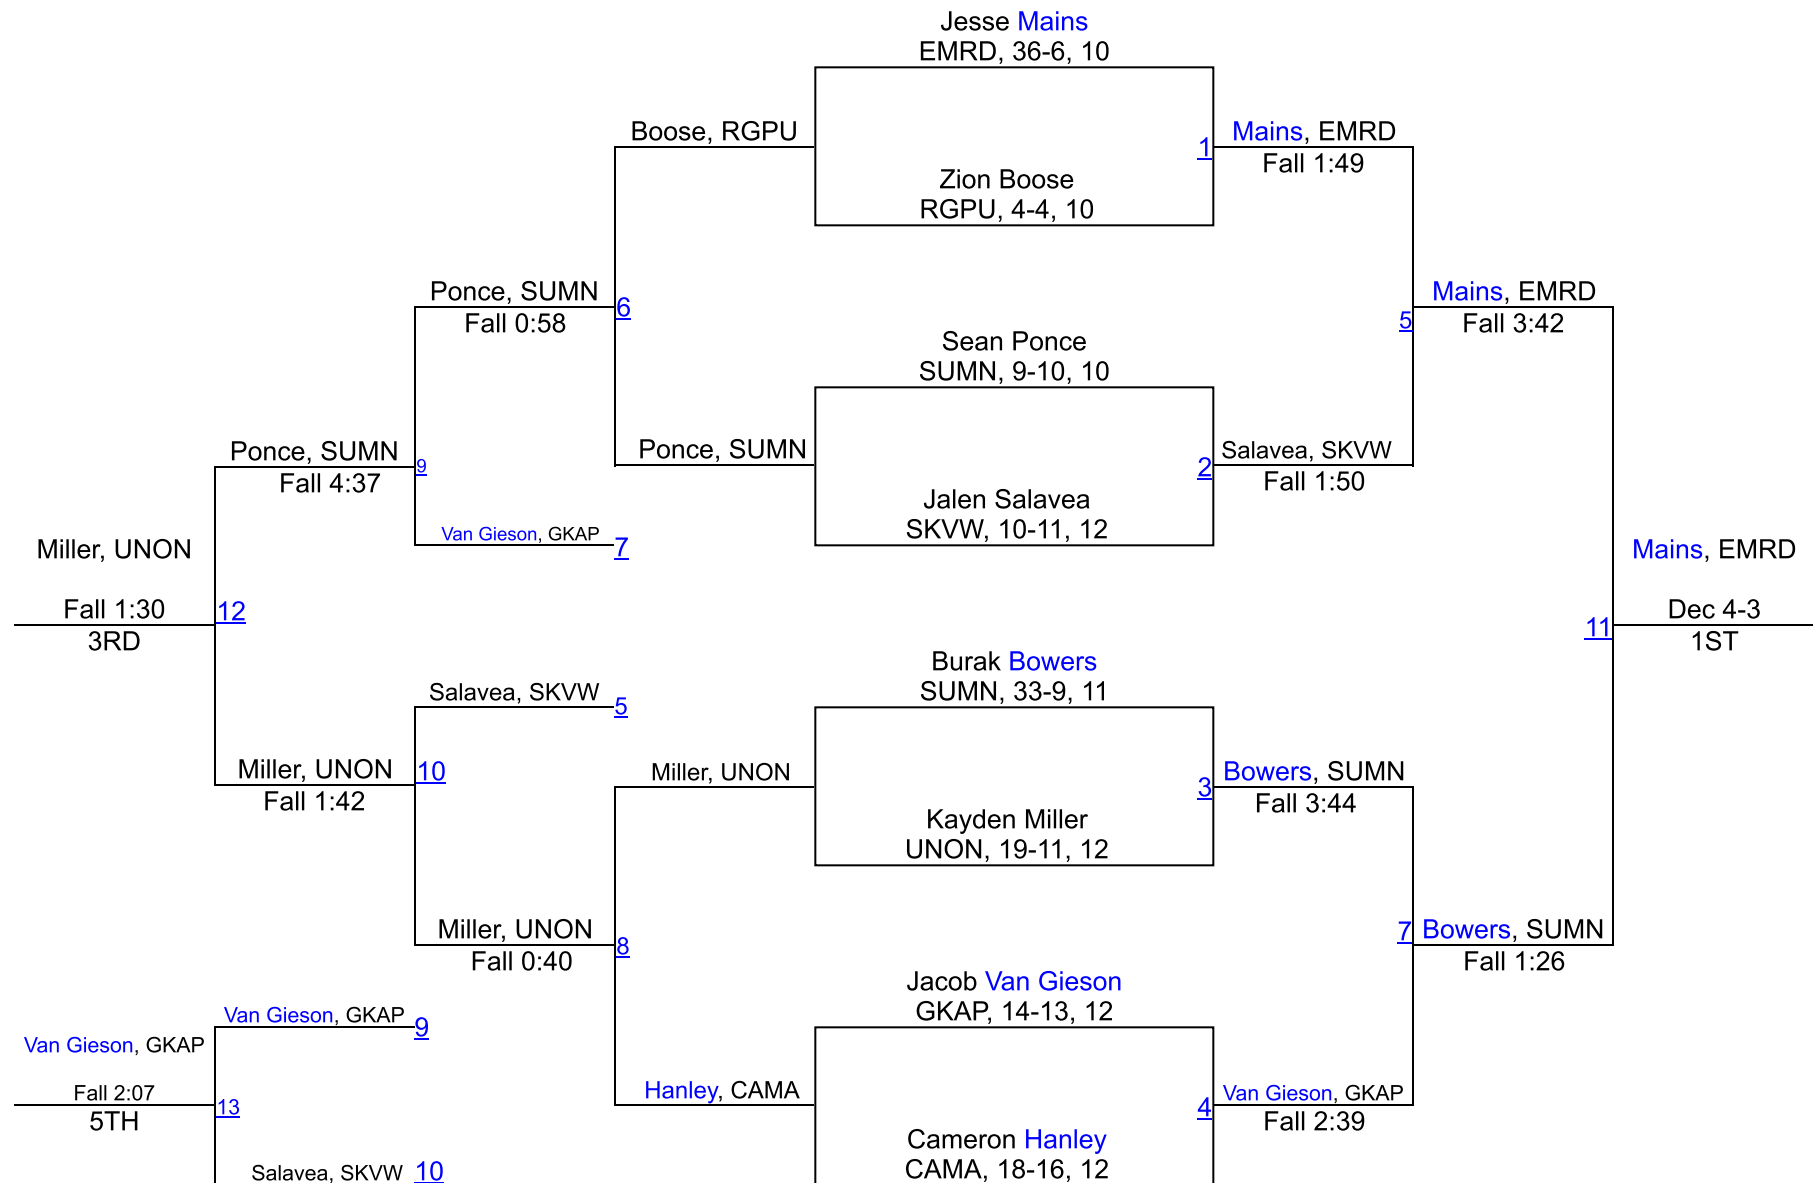 Jesse Mains
EMRD, 36-6, 10
Boose, RGPU
1
Mains, EMRD
Fall 1:49
Zion Boose
RGPU, 4-4, 10
Ponce, SUMN
Fall 0:58
6
Mains, EMRD
Fall 3:42
5
Sean Ponce
SUMN, 9-10, 10
Ponce, SUMN
Fall 4:37
9
Ponce, SUMN
2
Salavea, SKVW
Fall 1:50
Jalen Salavea
SKVW, 10-11, 12
Van Gieson, GKAP
7
Miller, UNON
Fall 1:30
3RD
12
Mains, EMRD
Dec 4-3
1ST
11
Burak Bowers
SUMN, 33-9, 11
Salavea, SKVW
5
Miller, UNON
Fall 1:42
10
Miller, UNON
3
Bowers, SUMN
Fall 3:44
Kayden Miller
UNON, 19-11, 12
Miller, UNON
Fall 0:40
8
7
Bowers, SUMN
Fall 1:26
Jacob Van Gieson
GKAP, 14-13, 12
Van Gieson, GKAP
9
Van Gieson, GKAP
Fall 2:07
5TH
13
Hanley, CAMA
4
Van Gieson, GKAP
Fall 2:39
Cameron Hanley
CAMA, 18-16, 12
Salavea, SKVW
10